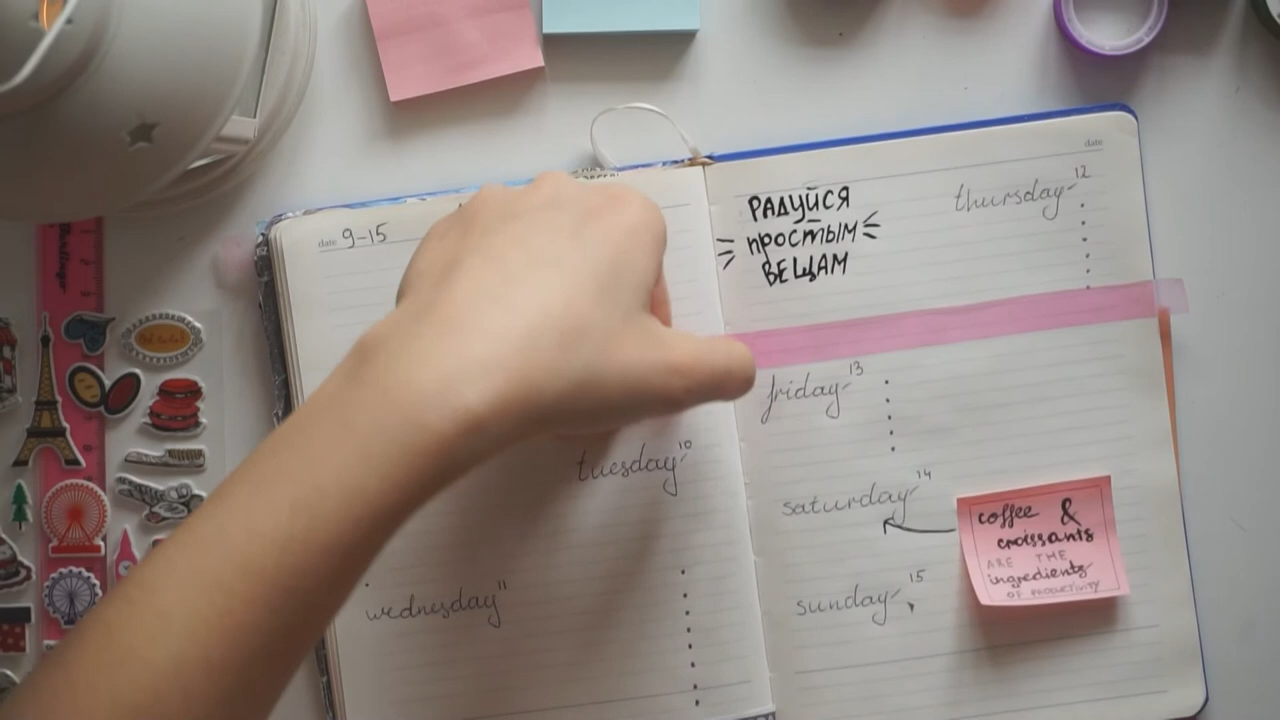 date 9-15
tuesday 10
wednesday 11
date
РАДУЙСЯ
ПРОСТЫМ
ВЕЩАМ
thursday 12
friday 13
saturday 14
sunday 15
coffee &
croissants
ARE THE
ingredients
OF PRODUCTIVITY